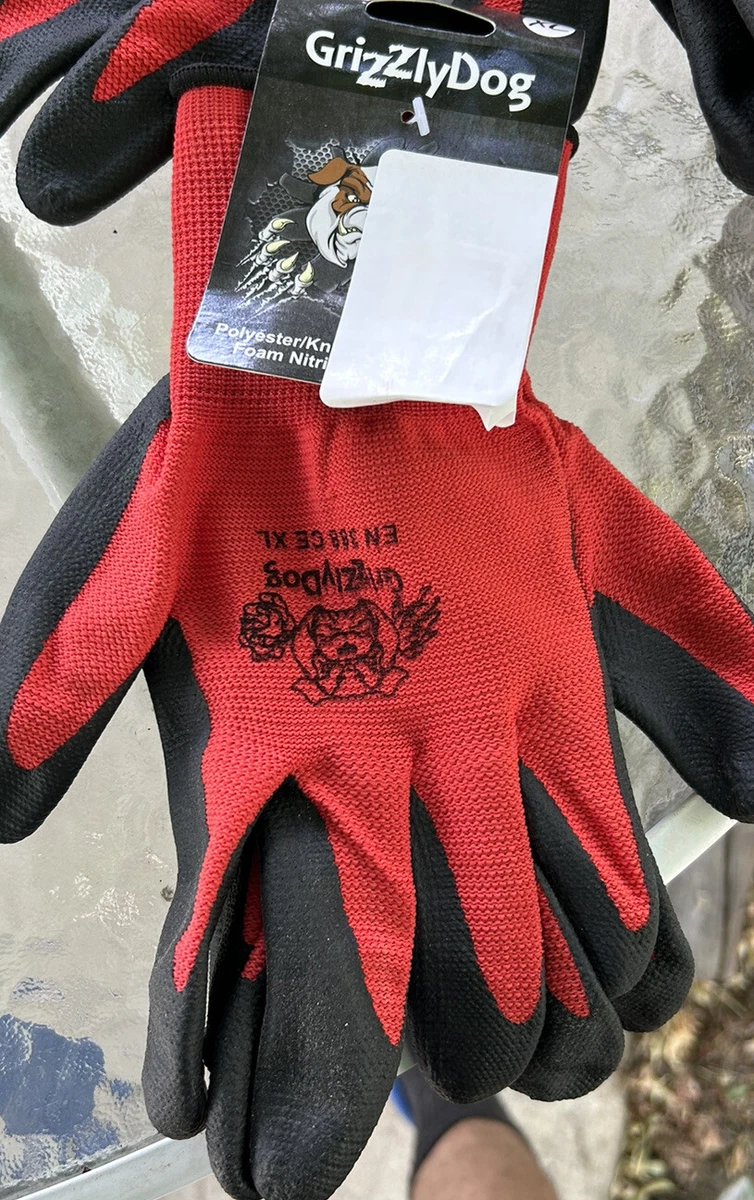 XL
GrizzlyDog
Polyester/Kn
Foam Nitri
EN 388 CE XL
GrizzlyDog